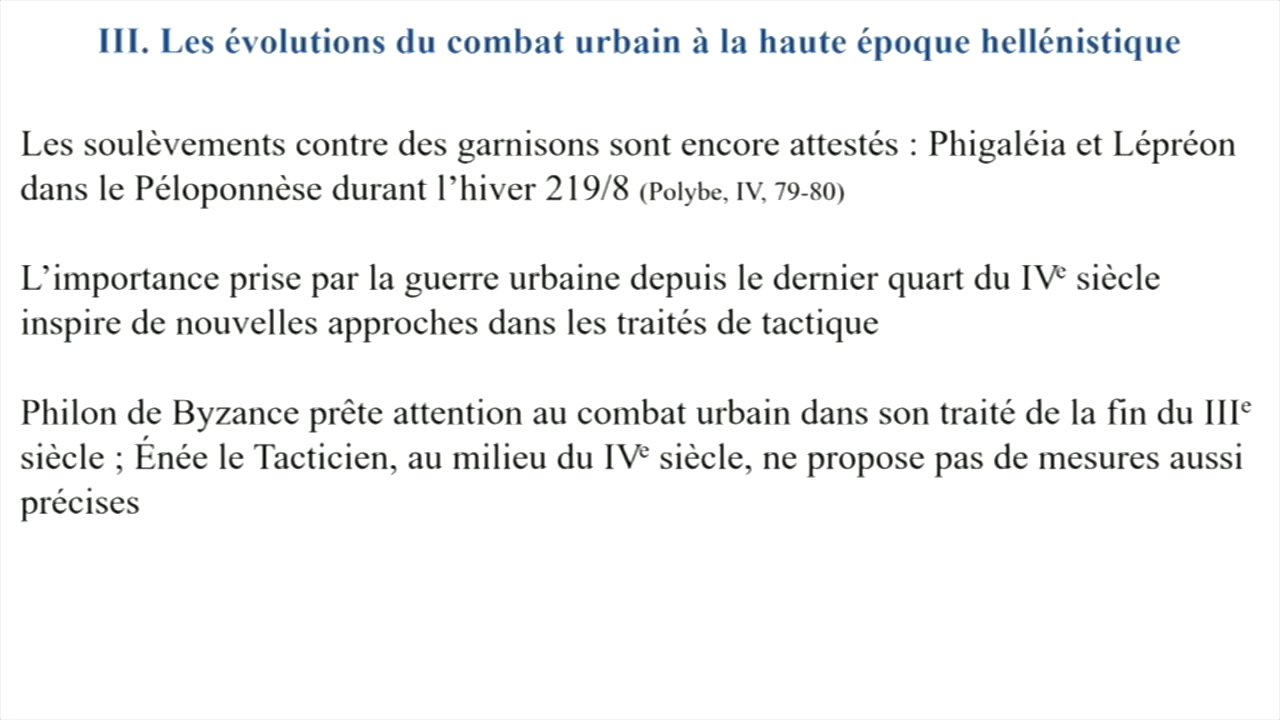 III. Les évolutions du combat urbain à la haute époque hellénistique
Les soulèvements contre des garnisons sont encore attestés : Phigaléia et Lépréon
dans le Péloponnèse durant l’hiver 219/8 (Polybe, IV, 79-80)
L’importance prise par la guerre urbaine depuis le dernier quart du IVe siècle
inspire de nouvelles approches dans les traités de tactique
Philon de Byzance prête attention au combat urbain dans son traité de la fin du IIIe
siècle ; Énée le Tacticien, au milieu du IVe siècle, ne propose pas de mesures aussi
précises